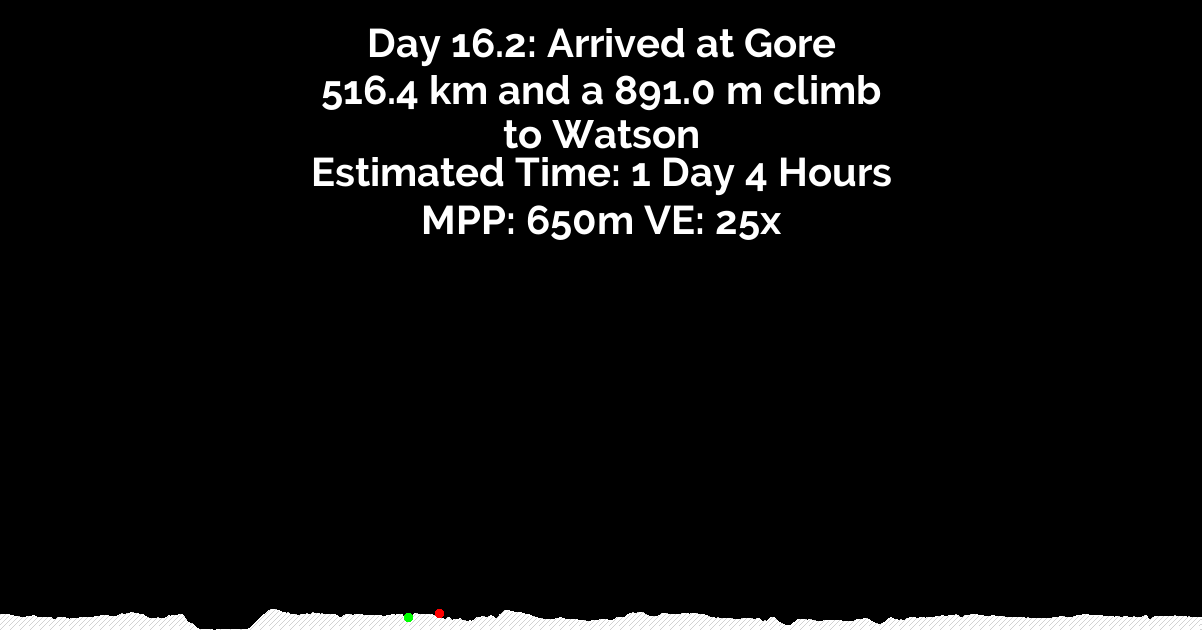 Day 16.2: Arrived at Gore
516.4 km and a 891.0 m climb
to Watson
Estimated Time: 1 Day 4 Hours
MPP: 650m VE: 25x